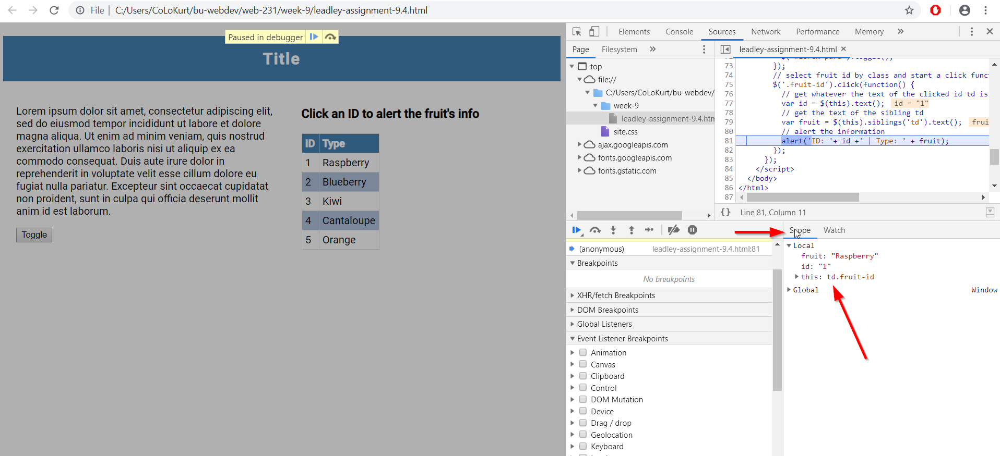 File | C:/Users/CoLoKurt/bu-webdev/web-231/week-9/leadley-assignment-9.4.html
Paused in debugger
Title
Lorem ipsum dolor sit amet, consectetur adipiscing elit,
sed do eiusmod tempor incididunt ut labore et dolore
magna aliqua. Ut enim ad minim veniam, quis nostrud
exercitation ullamco laboris nisi ut aliquip ex ea
commodo consequat. Duis aute irure dolor in
reprehenderit in voluptate velit esse cillum dolore eu
fugiat nulla pariatur. Excepteur sint occaecat cupidatat
non proident, sunt in culpa qui officia deserunt mollit
anim id est laborum.
Toggle
Click an ID to alert the fruit's info
ID Type
1 Raspberry
2 Blueberry
3 Kiwi
4 Cantaloupe
5 Orange
Elements Console Sources Network Performance Memory »
Page Filesystem »
top
file://
C:/Users/CoLoKurt/bu-webdev/
week-9
leadley-assignment-9.4.htm
site.css
ajax.googleapis.com
fonts.googleapis.com
fonts.gstatic.com
leadley-assignment-9.4.html ×
73 });
74 // select fruit id by class and start a click func
75 $('.fruit-id').click(function() {
76 // get whatever the text of the clicked id td is
77 var id = $(this).text(); id = "1"
78 // get the text of the sibling td
79 var fruit = $(this).siblings('td').text(); frui
80 // alert the information
81 alert('ID: '+ id +' | Type: ' + fruit);
82 });
83 });
84 </script>
85 </body>
86 </html>
87
{} Line 81, Column 11
(anonymous) leadley-assignment-9.4.html:81
Breakpoints
No breakpoints
XHR/fetch Breakpoints
DOM Breakpoints
Global Listeners
Event Listener Breakpoints
Animation
Canvas
Clipboard
Control
DOM Mutation
Device
Drag / drop
Geolocation
Keyboard
Scope Watch
Local
fruit: "Raspberry"
id: "1"
this: td.fruit-id
Global Window